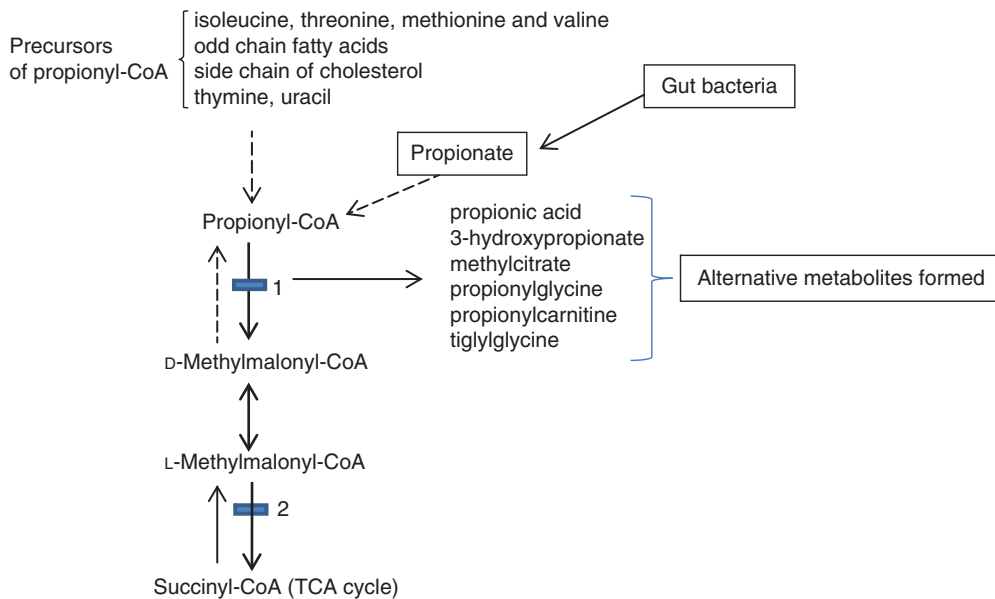 Precursors
of propionyl-CoA
isoleucine, threonine, methionine and valine
odd chain fatty acids
side chain of cholesterol
thymine, uracil
Gut bacteria
Propionate
Propionyl-CoA
propionic acid
3-hydroxypropionate
methylcitrate
propionylglycine
propionylcarnitine
tiglylglycine
Alternative metabolites formed
1
D-Methylmalonyl-CoA
L-Methylmalonyl-CoA
2
Succinyl-CoA (TCA cycle)